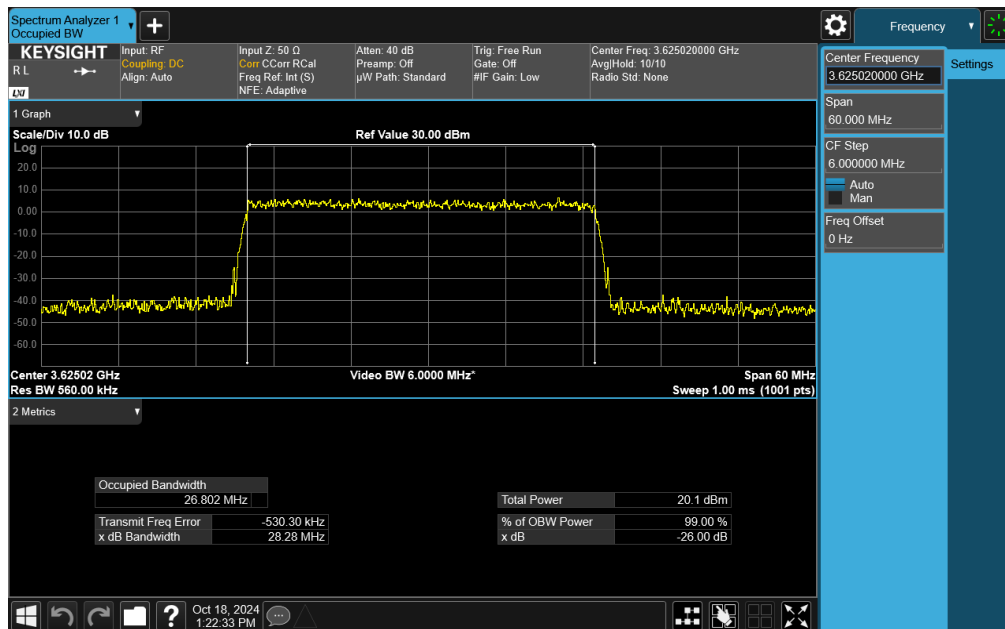 Spectrum Analyzer 1
Occupied BW
Frequency
KEYSIGHT
R L
LXI
Input: RF
Coupling: DC
Align: Auto
Input Z: 50 Ω
Corr CCorr RCal
Freq Ref: Int (S)
NFE: Adaptive
Atten: 40 dB
Preamp: Off
µW Path: Standard
Trig: Free Run
Gate: Off
#IF Gain: Low
Center Freq: 3.625020000 GHz
Avg|Hold: 10/10
Radio Std: None
Center Frequency
3.625020000 GHz
Settings
Span
60.000 MHz
CF Step
6.000000 MHz
Auto
Man
Freq Offset
0 Hz
1 Graph
Scale/Div 10.0 dB
Ref Value 30.00 dBm
Log
20.0
10.0
0.00
-10.0
-20.0
-30.0
-40.0
-50.0
-60.0
Center 3.62502 GHz
Video BW 6.0000 MHz*
Span 60 MHz
Res BW 560.00 kHz
Sweep 1.00 ms (1001 pts)
2 Metrics
Occupied Bandwidth
26.802 MHz
Total Power 20.1 dBm
Transmit Freq Error -530.30 kHz
% of OBW Power 99.00 %
x dB Bandwidth 28.28 MHz
x dB -26.00 dB
Oct 18, 2024
1:22:33 PM